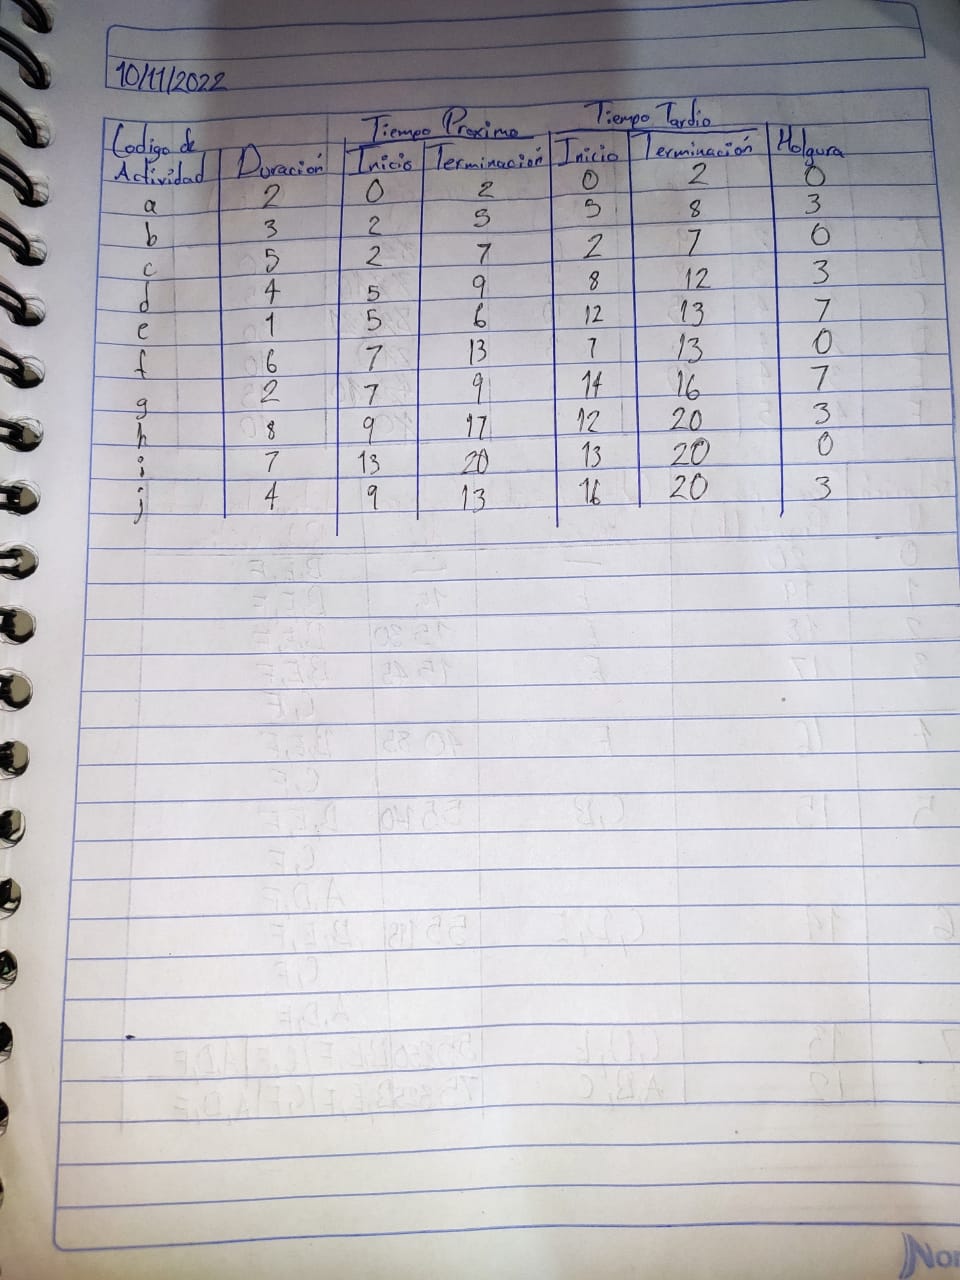 10/11/2022
Tiempo Proximo Tiempo Tardio
Codigo de Actividad Duración Inicio Terminación Inicio Terminación Holgura
a 2 0 2 0 2 0
b 3 2 5 5 8 3
c 5 2 7 2 7 0
d 4 5 9 8 12 3
e 1 5 6 12 13 7
f 6 7 13 7 13 0
g 2 7 9 14 16 7
h 8 9 17 12 20 3
i 7 13 20 13 20 0
j 4 9 13 16 20 3
Nor